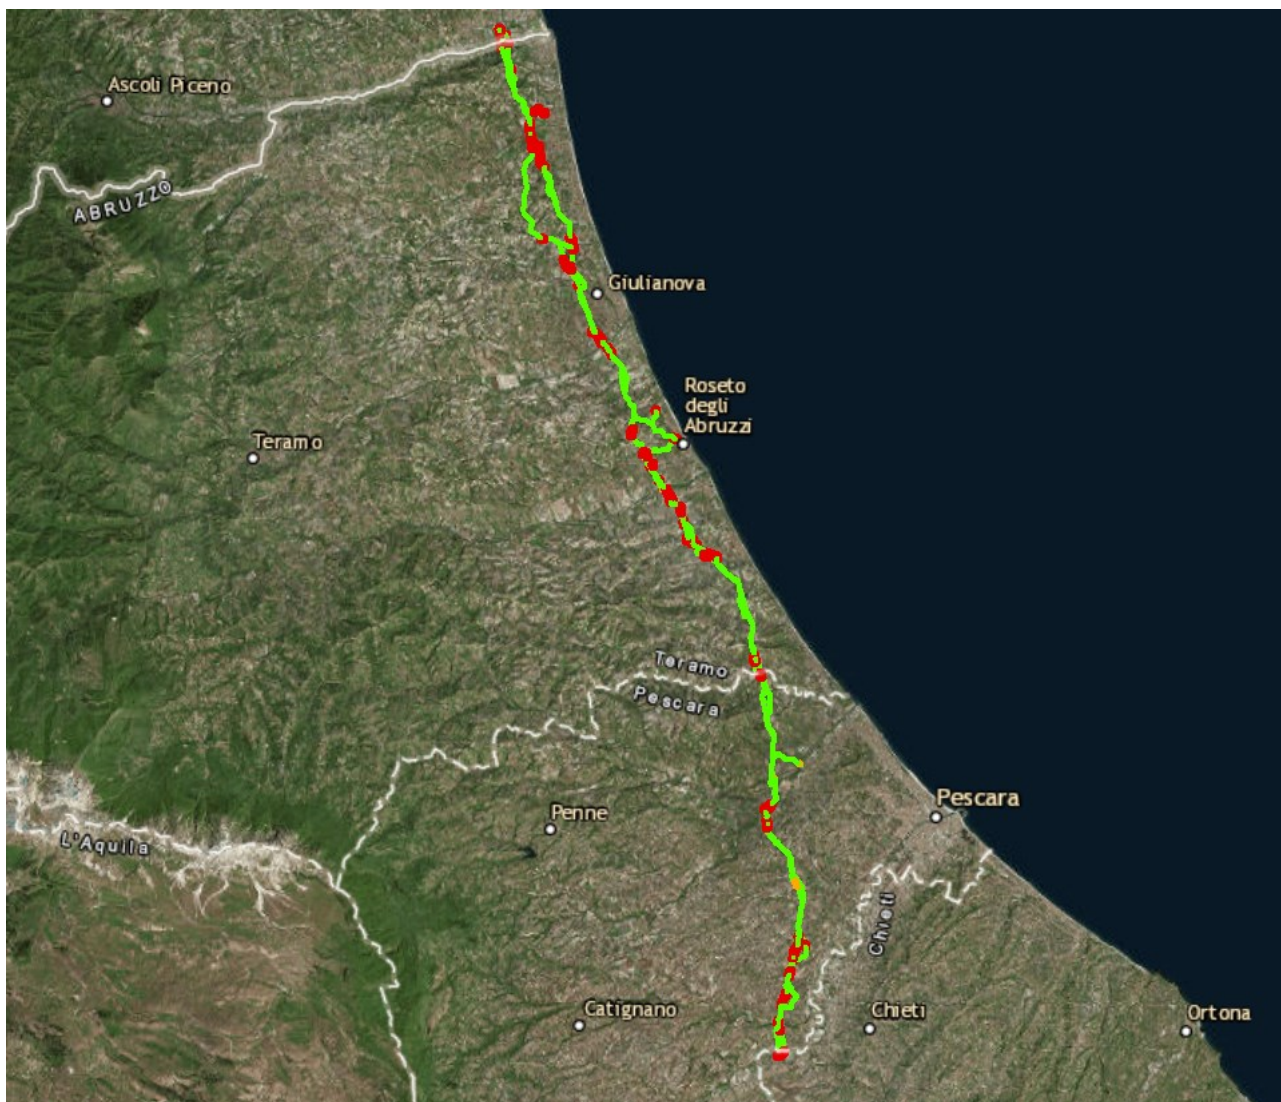 Ascoli Piceno
ABRUZZO
Giulianova
Roseto
degli
Abruzzi
Teramo
Teramo
Pescara
Pescara
Penne
L'Aquila
Chieti
Catignano
Chieti
Ortona